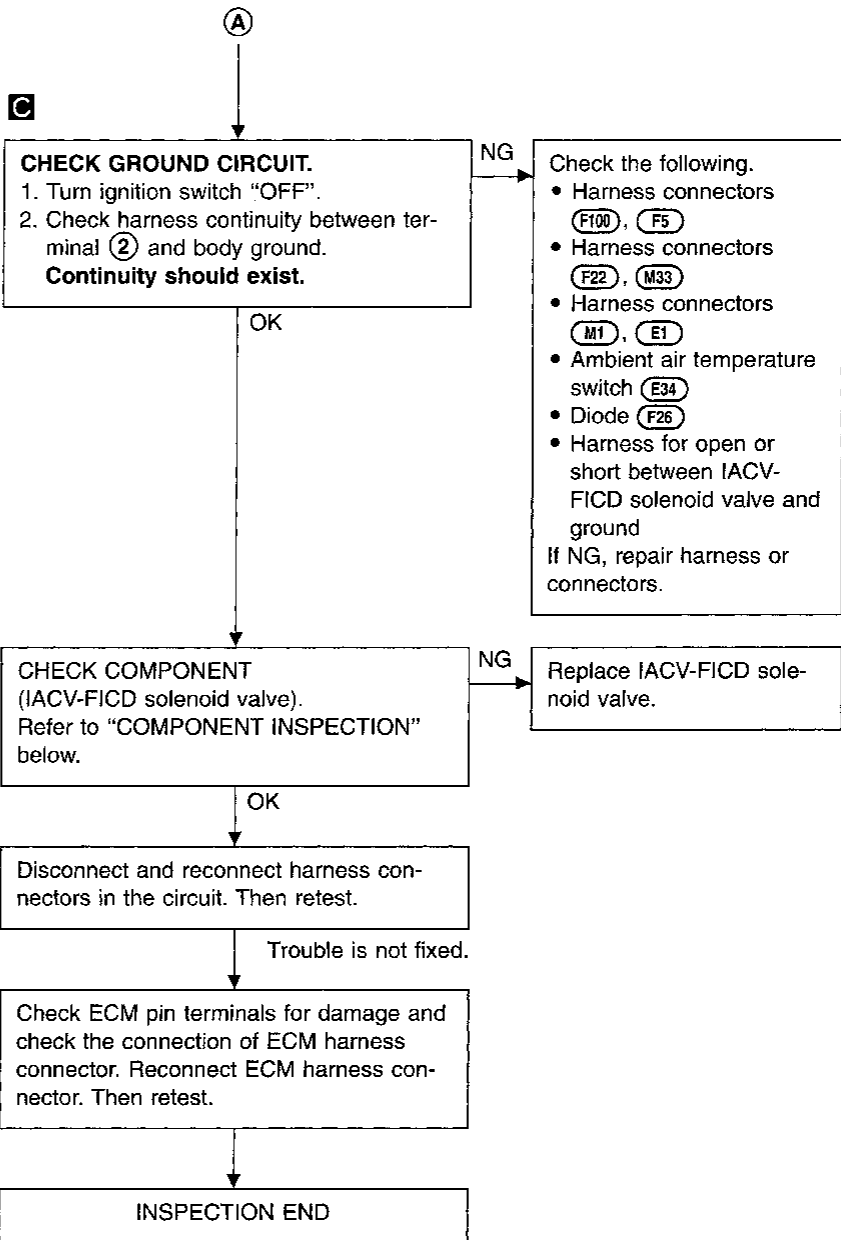 A
C
CHECK GROUND CIRCUIT.
1. Turn ignition switch “OFF”.
2. Check harness continuity between ter-
minal ② and body ground.
Continuity should exist.
NG
Check the following.
• Harness connectors
F100, F5
• Harness connectors
F22, M33
• Harness connectors
M1, E1
• Ambient air temperature
switch E34
• Diode F26
• Harness for open or
short between IACV-
FICD solenoid valve and
ground
If NG, repair harness or
connectors.
OK
CHECK COMPONENT
(IACV-FICD solenoid valve).
Refer to “COMPONENT INSPECTION”
below.
NG
Replace IACV-FICD sole-
noid valve.
OK
Disconnect and reconnect harness con-
nectors in the circuit. Then retest.
Trouble is not fixed.
Check ECM pin terminals for damage and
check the connection of ECM harness
connector. Reconnect ECM harness con-
nector. Then retest.
INSPECTION END